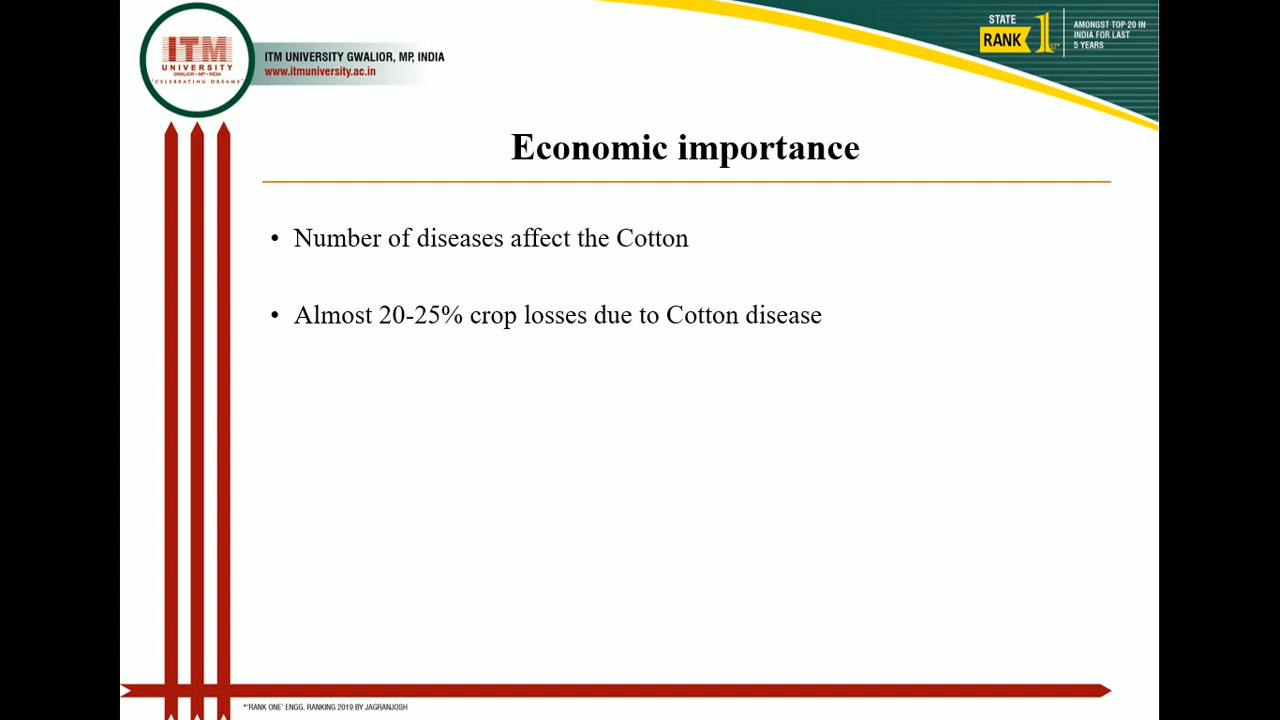 ITM
UNIVERSITY
GWALIOR • MP • INDIA
"CELEBRATING DREAMS"
ITM UNIVERSITY GWALIOR, MP, INDIA
www.itmuniversity.ac.in
STATE
RANK 1ST*
AMONGST TOP 20 IN
INDIA FOR LAST
5 YEARS
Economic importance
• Number of diseases affect the Cotton
• Almost 20-25% crop losses due to Cotton disease
*'RANK ONE' ENGG. RANKING 2019 BY JAGRANJOSH